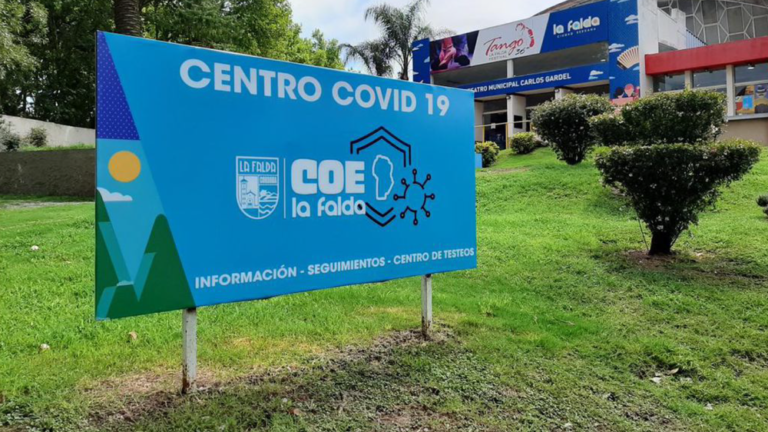 la falda
Tango
TEATRO MUNICIPAL CARLOS GARDEL
CENTRO COVID 19
LA FALDA
COE
la falda
INFORMACIÓN - SEGUIMIENTOS - CENTRO DE TESTEOS